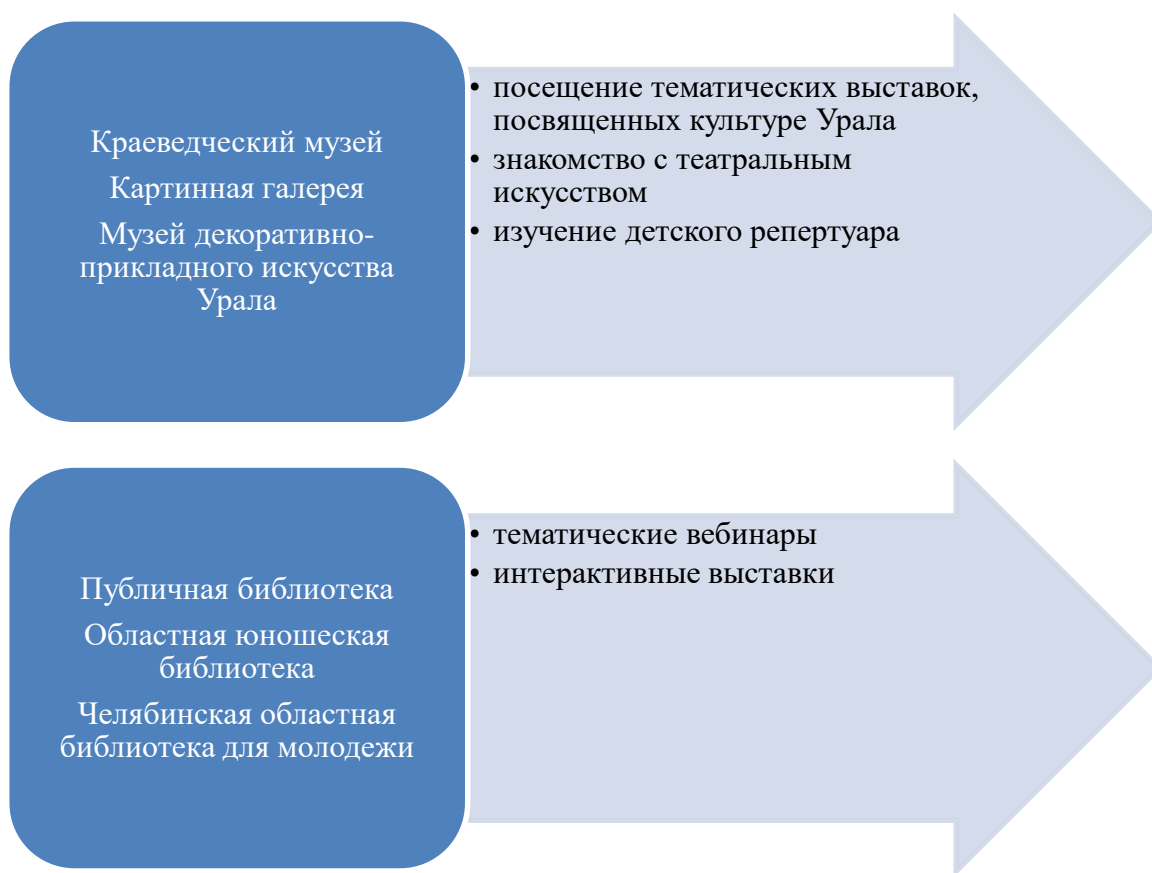 Краеведческий музей
Картинная галерея
Музей декоративно-
прикладного искусства
Урала
• посещение тематических выставок,
посвященных культуре Урала
• знакомство с театральным
искусством
• изучение детского репертуара
Публичная библиотека
Областная юношеская
библиотека
Челябинская областная
библиотека для молодежи
• тематические вебинары
• интерактивные выставки